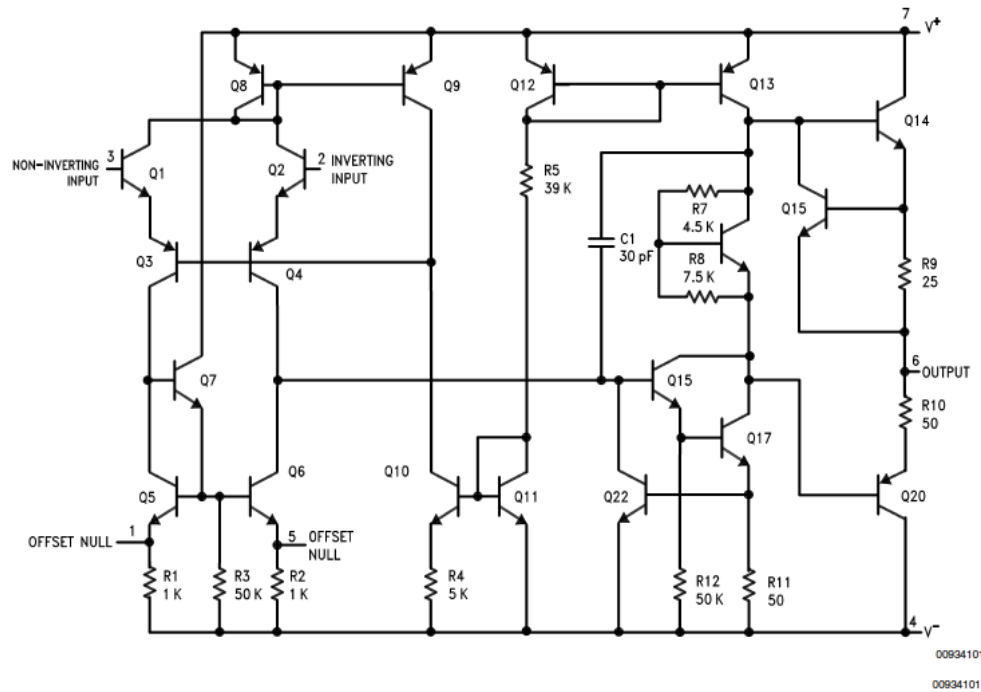 7
V+
Q8
Q9
Q12
Q13
Q14
3
NON-INVERTING
INPUT
Q1
Q2
2 INVERTING
INPUT
R5
39 K
R7
4.5 K
Q15
C1
30 pF
R8
7.5 K
Q3
Q4
R9
25
Q7
Q15
6
OUTPUT
R10
50
Q17
Q5
Q6
Q10
Q11
Q22
Q20
1
OFFSET NULL
5 OFFSET
NULL
R1
1 K
R3
50 K
R2
1 K
R4
5 K
R12
50 K
R11
50
4
V-
00934101
00934101